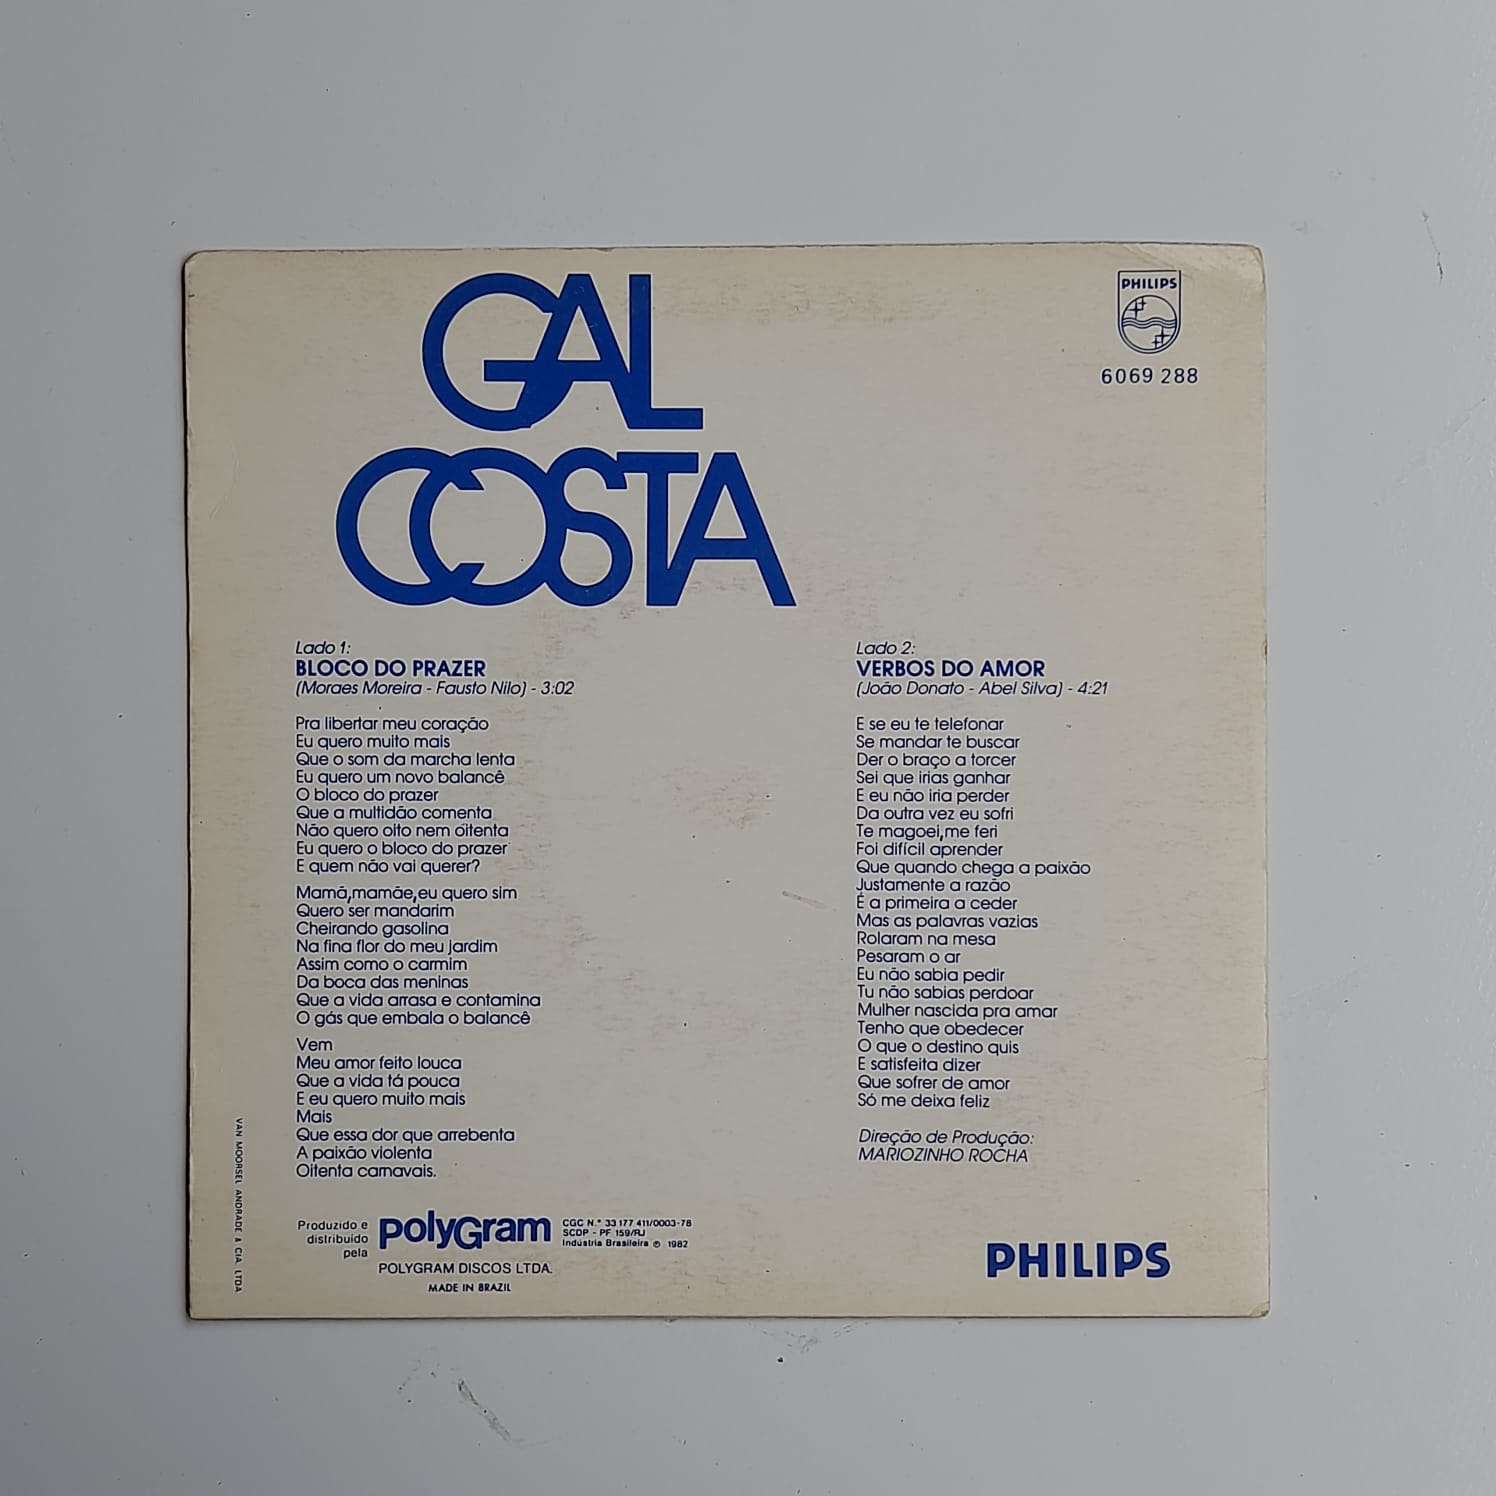 GAL
COSTA
PHILIPS
6069 288
Lado 1:
BLOCO DO PRAZER
(Moraes Moreira - Fausto Nilo) - 3:02
Pra libertar meu coração
Eu quero muito mais
Que o som da marcha lenta
Eu quero um novo balancê
O bloco do prazer
Que a multidão comenta
Não quero oito nem oitenta
Eu quero o bloco do prazer
E quem não vai querer?
Mamã,mamãe,eu quero sim
Quero ser mandarim
Cheirando gasolina
Na fina flor do meu jardim
Assim como o carmim
Da boca das meninas
Que a vida arrasa e contamina
O gás que embala o balancê
Vem
Meu amor feito louca
Que a vida tá pouca
E eu quero muito mais
Mais
Que essa dor que arrebenta
A paixão violenta
Oitenta carnavais.
Lado 2:
VERBOS DO AMOR
(João Donato - Abel Silva) - 4:21
E se eu te telefonar
Se mandar te buscar
Der o braço a torcer
Sei que irias ganhar
E eu não iria perder
Da outra vez eu sofri
Te magoei,me feri
Foi difícil aprender
Que quando chega a paixão
Justamente a razão
É a primeira a ceder
Mas as palavras vazias
Rolaram na mesa
Pesaram o ar
Eu não sabia pedir
Tu não sabias perdoar
Mulher nascida pra amar
Tenho que obedecer
O que o destino quis
E satisfeita dizer
Que sofrer de amor
Só me deixa feliz
Direção de Produção:
MARIOZINHO ROCHA
VAN MOORSEL ANDRADE & CIA. LTDA
Produzido e
distribuído
pela
polyGram
CGC N.° 33 177 411/0003-78
SCDP - PF 159/RJ
Indústria Brasileira ℗ 1982
POLYGRAM DISCOS LTDA.
MADE IN BRAZIL
PHILIPS